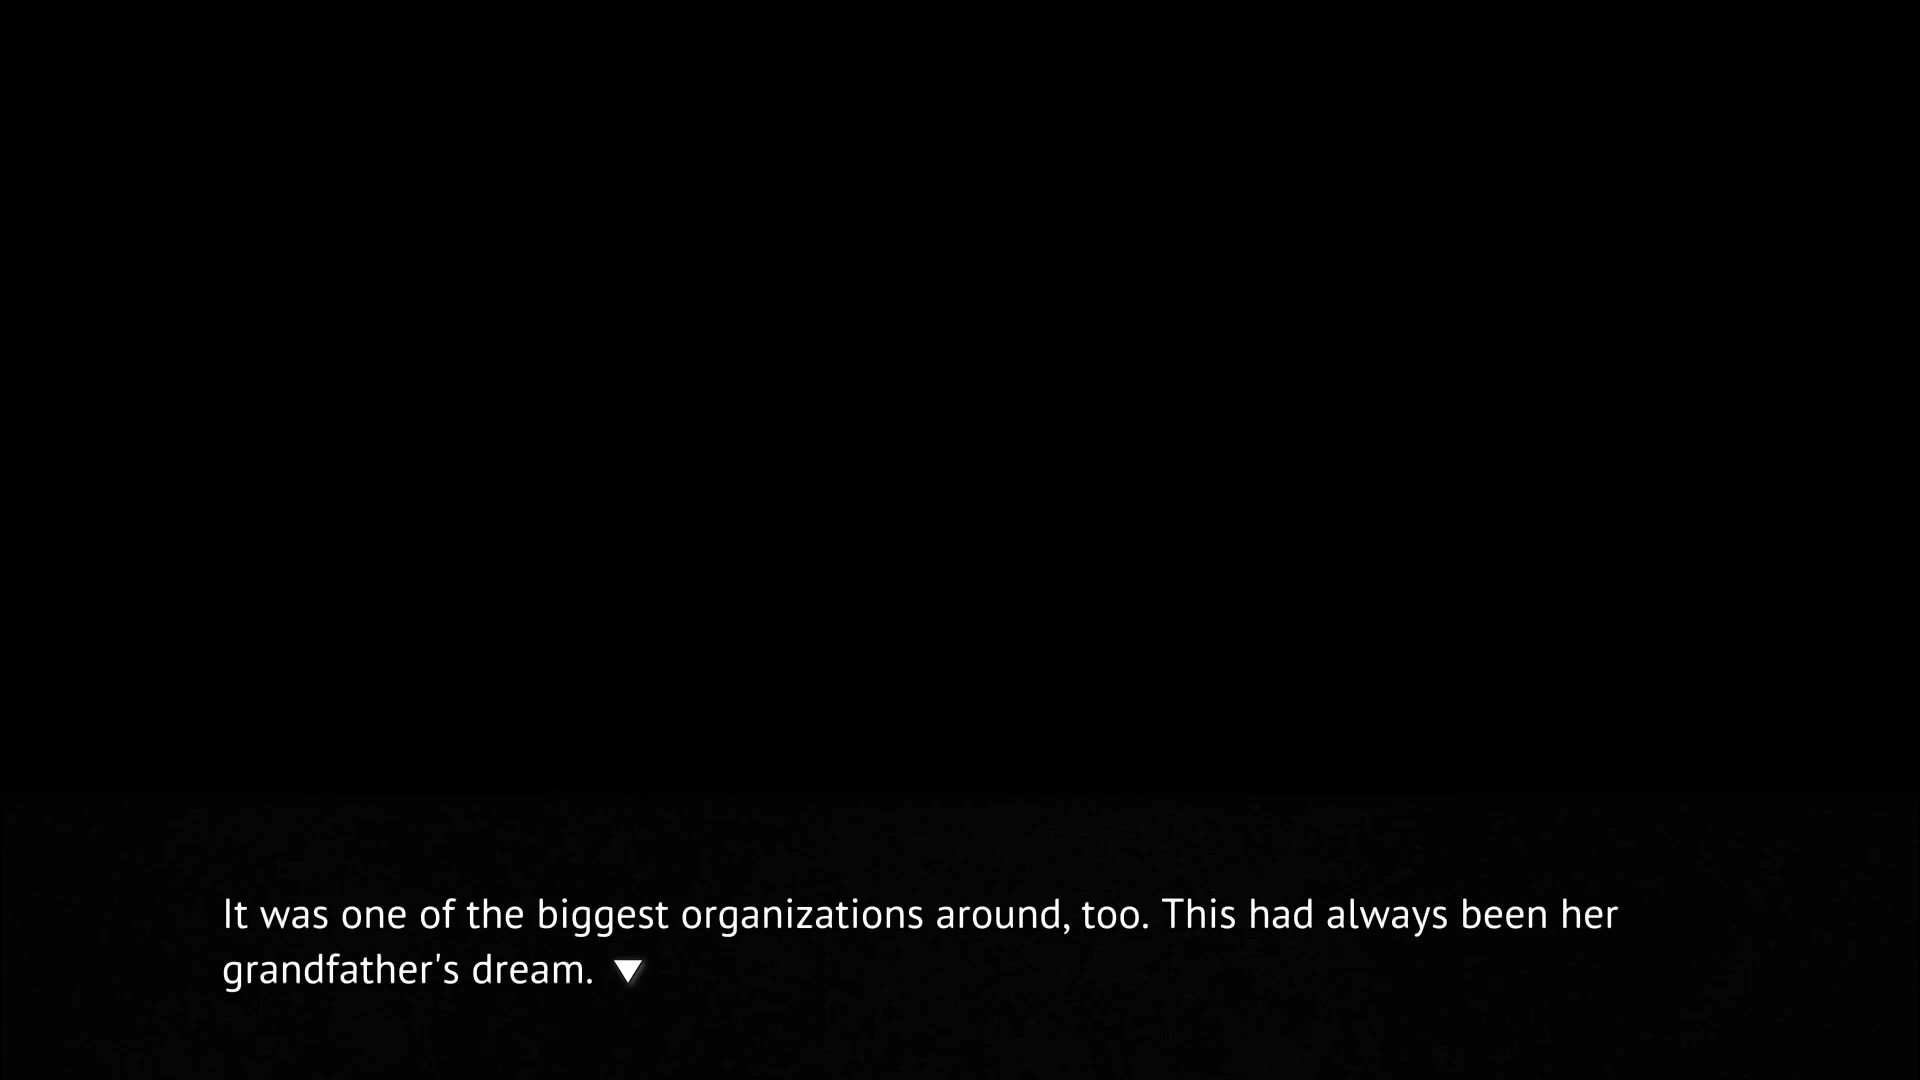 It was one of the biggest organizations around, too. This had always been her
grandfather's dream.